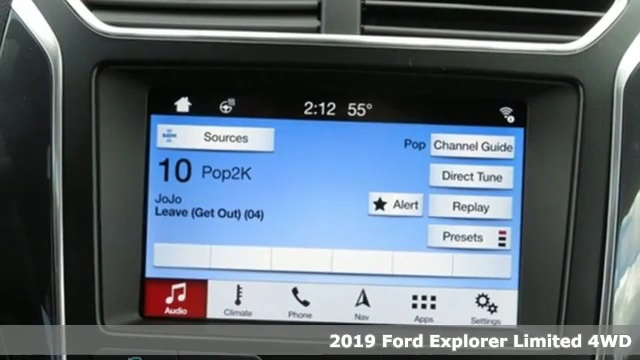 2:12 55°
Sources
Pop Channel Guide
10 Pop2K
Direct Tune
JoJo
Leave (Get Out) (04)
Alert
Replay
Presets
Audio
Climate
Phone
Nav
Apps
Settings
2019 Ford Explorer Limited 4WD